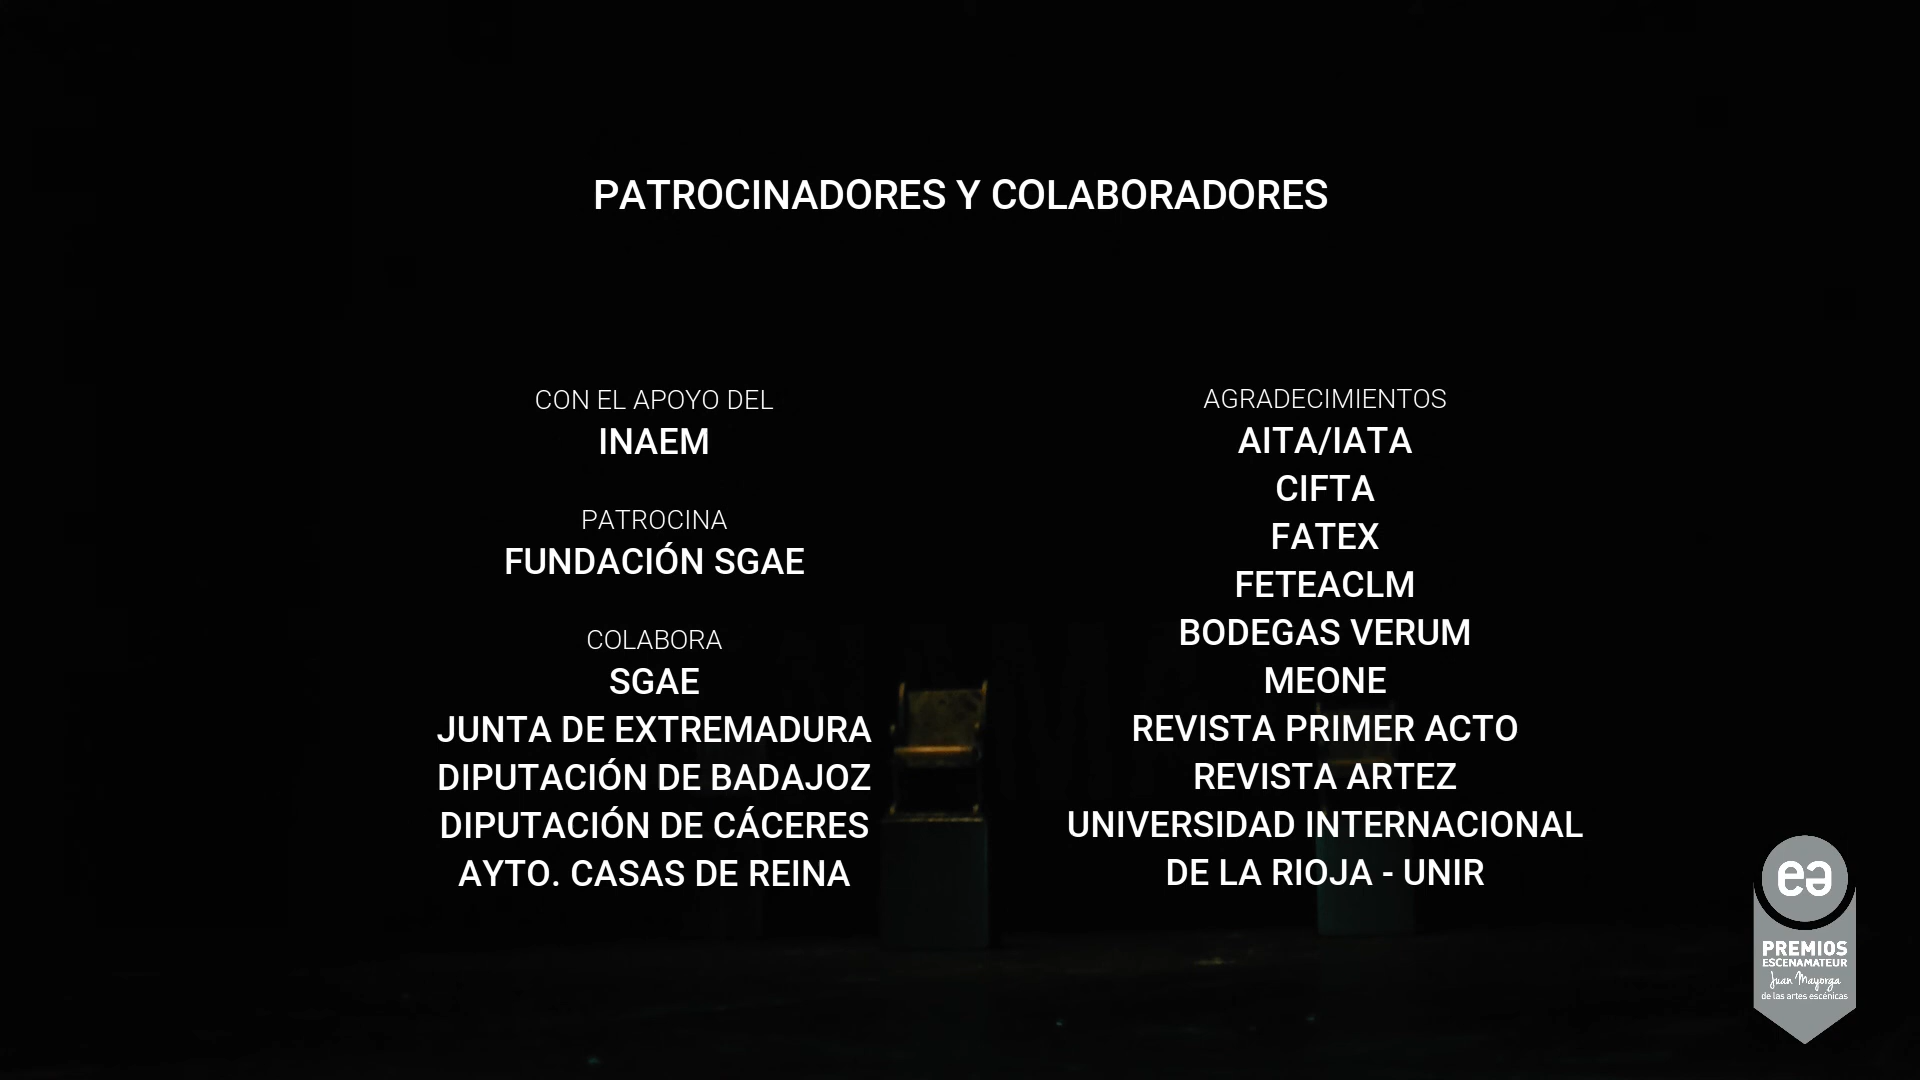 PATROCINADORES Y COLABORADORES
CON EL APOYO DEL
INAEM
PATROCINA
FUNDACIÓN SGAE
COLABORA
SGAE
JUNTA DE EXTREMADURA
DIPUTACIÓN DE BADAJOZ
DIPUTACIÓN DE CÁCERES
AYTO. CASAS DE REINA
AGRADECIMIENTOS
AITA/IATA
CIFTA
FATEX
FETEACLM
BODEGAS VERUM
MEONE
REVISTA PRIMER ACTO
REVISTA ARTEZ
UNIVERSIDAD INTERNACIONAL
DE LA RIOJA - UNIR
ea
PREMIOS
ESCENAMATEUR
Juan Mayorga
de las artes escénicas